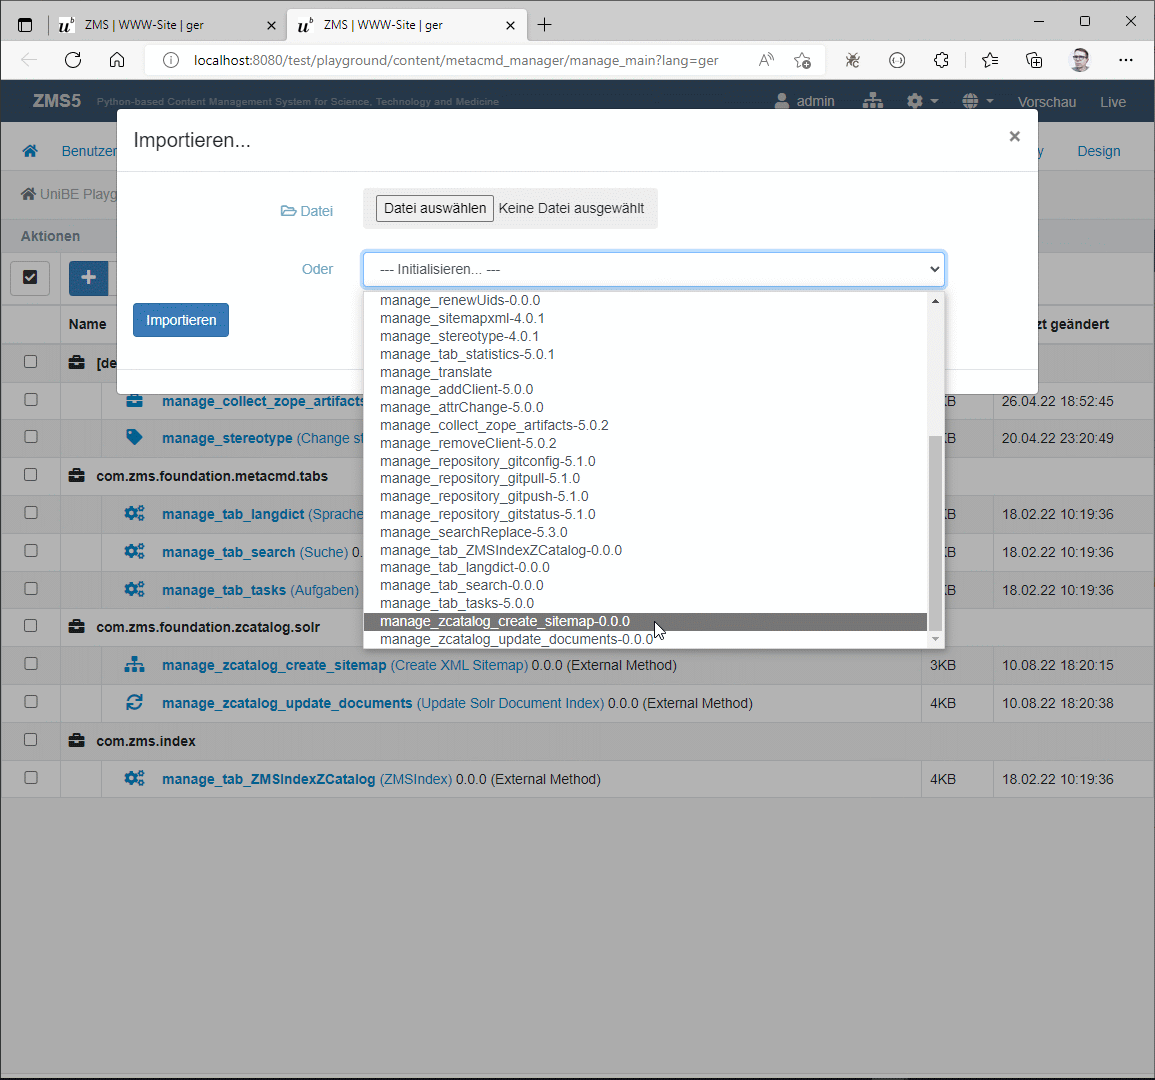 ZMS | WWW-Site | ger
ZMS | WWW-Site | ger
localhost:8080/test/playground/content/metacmd_manager/manage_main?lang=ger
ZMS5 Python-based Content Management System for Science, Technology and Medicine admin Vorschau Live
Importieren...
Benutzer
y Design
UniBE Playg
Datei Datei auswählen Keine Datei ausgewählt
Aktionen
Oder --- Initialisieren... ---
manage_renewUids-0.0.0
manage_sitemapxml-4.0.1
manage_stereotype-4.0.1
manage_tab_statistics-5.0.1
manage_translate
manage_addClient-5.0.0
manage_attrChange-5.0.0
manage_collect_zope_artifacts-5.0.2
manage_removeClient-5.0.2
manage_repository_gitconfig-5.1.0
manage_repository_gitpull-5.1.0
manage_repository_gitpush-5.1.0
manage_repository_gitstatus-5.1.0
manage_searchReplace-5.3.0
manage_tab_ZMSIndexZCatalog-0.0.0
manage_tab_langdict-0.0.0
manage_tab_search-0.0.0
manage_tab_tasks-5.0.0
manage_zcatalog_create_sitemap-0.0.0
manage_zcatalog_update_documents-0.0.0
Importieren
Name zt geändert
[de
manage_collect_zope_artifacts KB 26.04.22 18:52:45
manage_stereotype (Change st KB 20.04.22 23:20:49
com.zms.foundation.metacmd.tabs
manage_tab_langdict (Sprache KB 18.02.22 10:19:36
manage_tab_search (Suche) 0. KB 18.02.22 10:19:36
manage_tab_tasks (Aufgaben) KB 18.02.22 10:19:36
com.zms.foundation.zcatalog.solr
manage_zcatalog_create_sitemap (Create XML Sitemap) 0.0.0 (External Method) 3KB 10.08.22 18:20:15
manage_zcatalog_update_documents (Update Solr Document Index) 0.0.0 (External Method) 4KB 10.08.22 18:20:38
com.zms.index
manage_tab_ZMSIndexZCatalog (ZMSIndex) 0.0.0 (External Method) 4KB 18.02.22 10:19:36